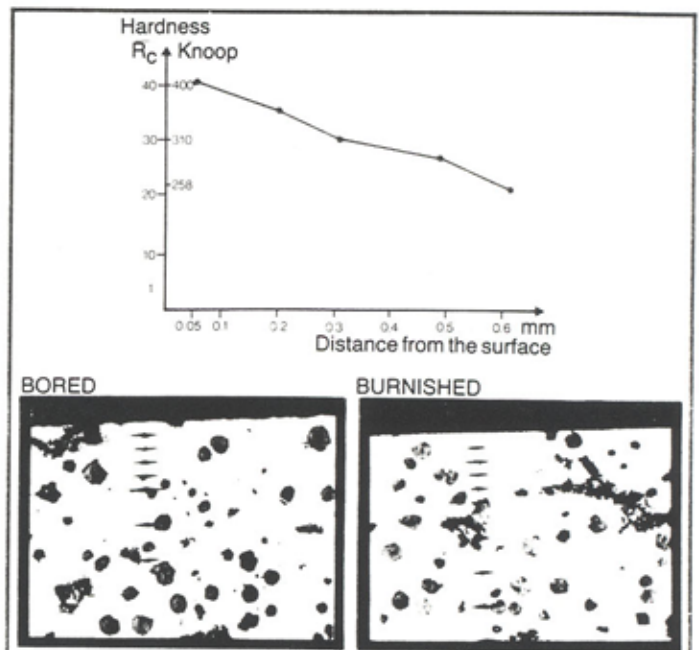 Hardness
Rc Knoop
40 400
30 310
258
20
10
1
0.05 0.1 0.2 0.3 0.4 0.5 0.6 mm
Distance from the surface
BORED
BURNISHED